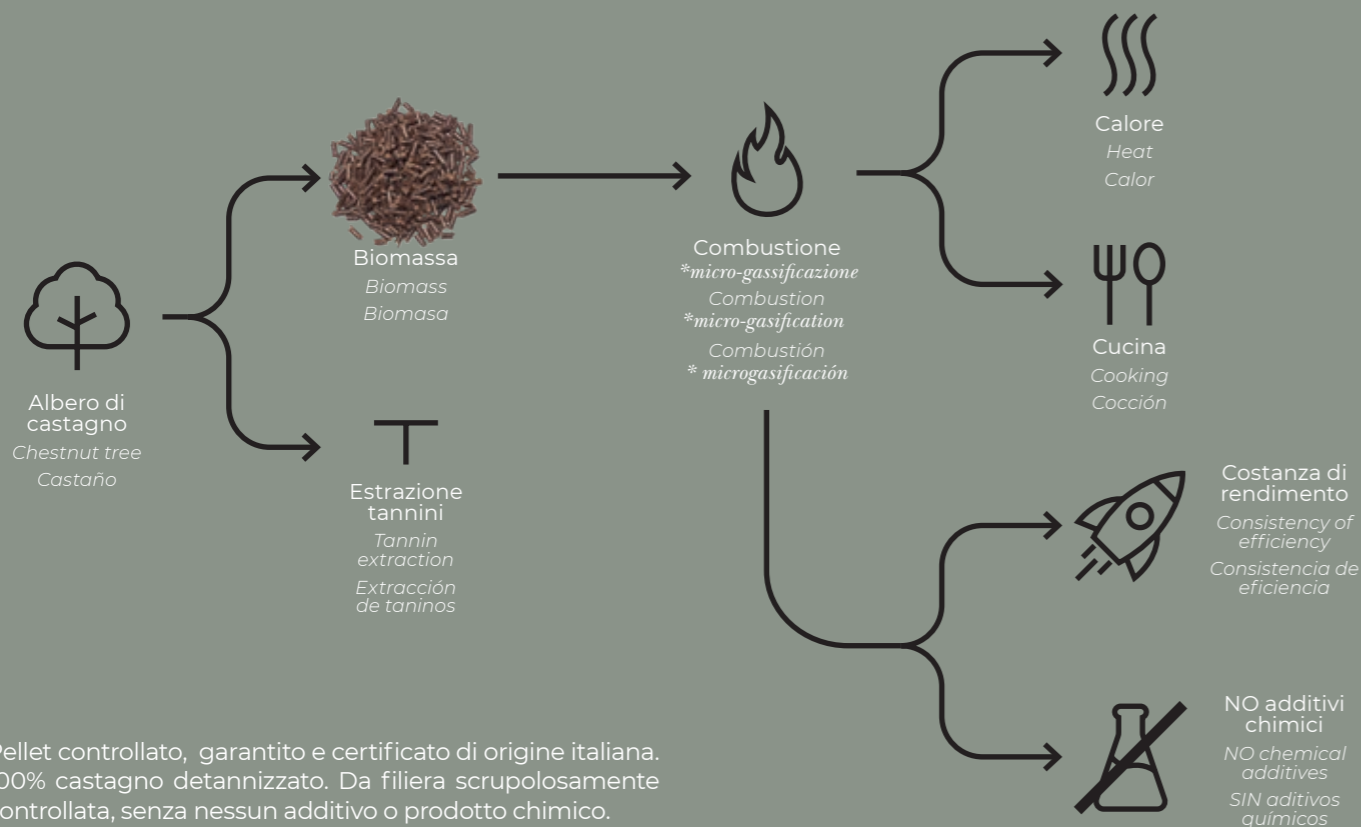 Albero di
castagno
Chestnut tree
Castaño
Biomassa
Biomass
Biomasa
Estrazione
tannini
Tannin
extraction
Extracción
de taninos
Combustione
*micro-gassificazione
Combustion
*micro-gasification
Combustión
* microgasificación
Calore
Heat
Calor
Cucina
Cooking
Cocción
Costanza di
rendimento
Consistency of
efficiency
Consistencia de
eficiencia
NO additivi
chimici
NO chemical
additives
SIN aditivos
químicos
Pellet controllato, garantito e certificato di origine italiana.
100% castagno detannizzato. Da filiera scrupolosamente
controllata, senza nessun additivo o prodotto chimico.